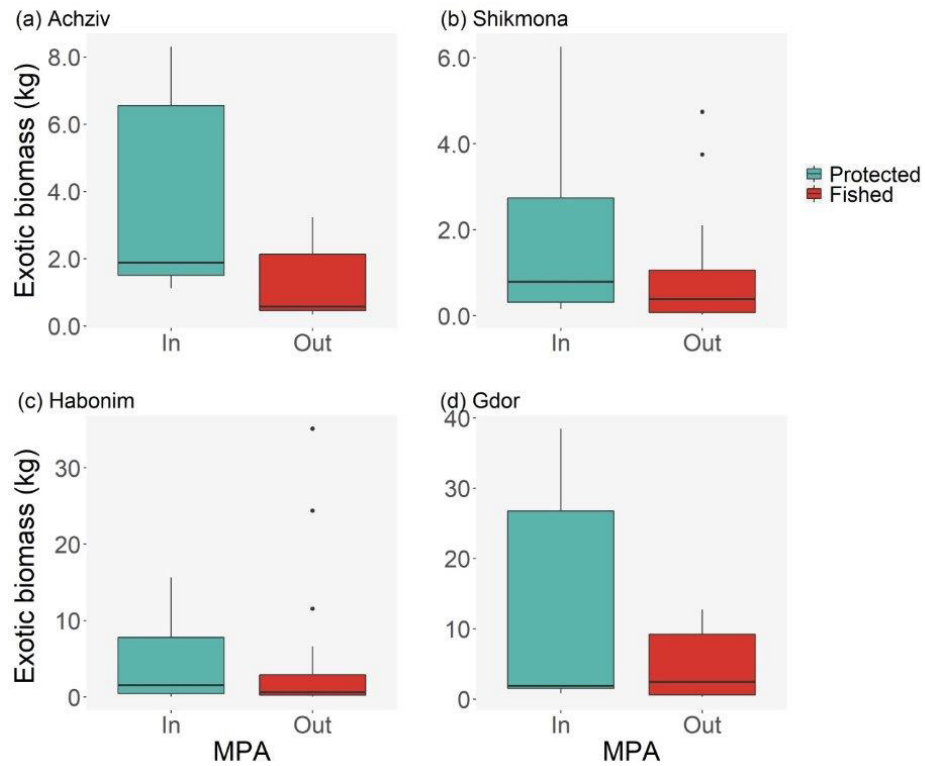 (a) Achziv
Exotic biomass (kg)
8.0
6.0
4.0
2.0
0.0
In
Out
(b) Shikmona
6.0
4.0
2.0
0.0
In
Out
Protected
Fished
(c) Habonim
Exotic biomass (kg)
30
20
10
0
In
Out
MPA
(d) Gdor
40
30
20
10
0
In
Out
MPA